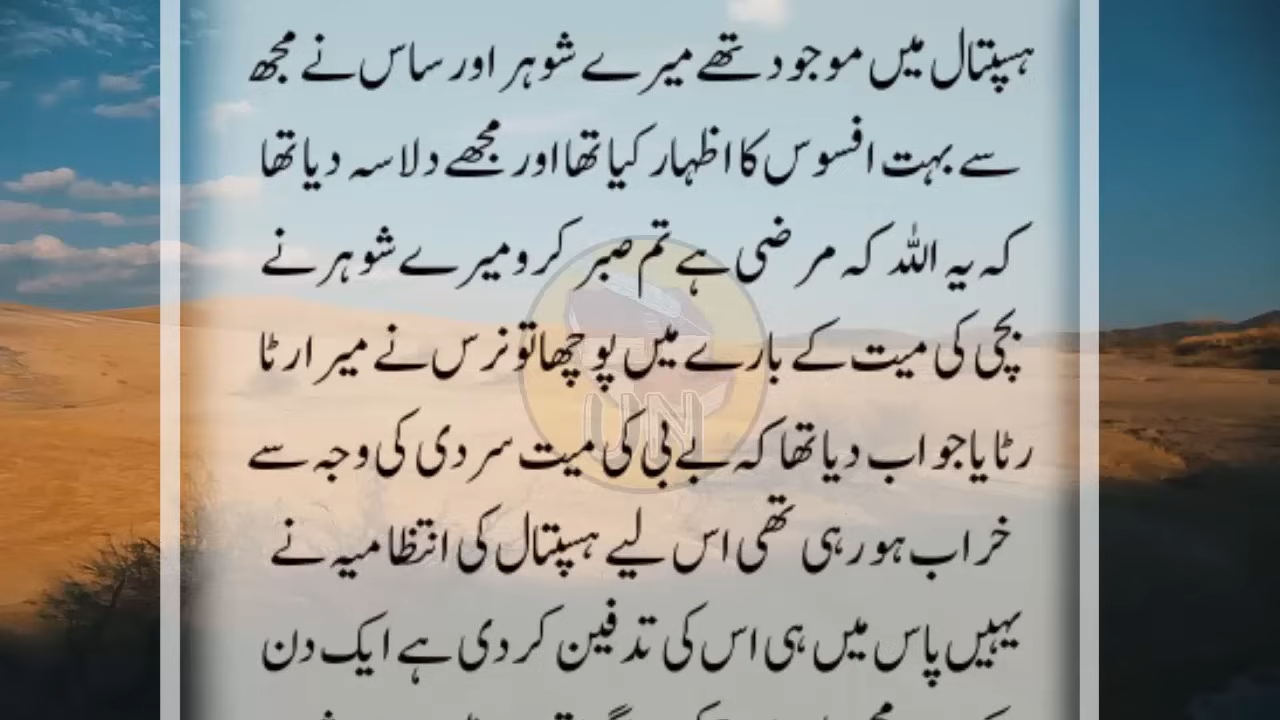 ہسپتال میں موجود تھے میرے شوہر اور ساس نے مجھ
سے بہت افسوس کا اظہار کیا تھا اور مجھے دلاسہ دیا تھا
کہ یہ اللہ کہ مرضی ہے تم صبر کرو میرے شوہر نے
بچی کی میت کے بارے میں پوچھا تو نرس نے میرا رٹا
رٹایا جواب دیا تھا کہ بے بی کی میت سردی کی وجہ سے
خراب ہو رہی تھی اس لیے ہسپتال کی انتظامیہ نے
یہیں پاس میں ہی اس کی تدفین کر دی ہے ایک دن
UN